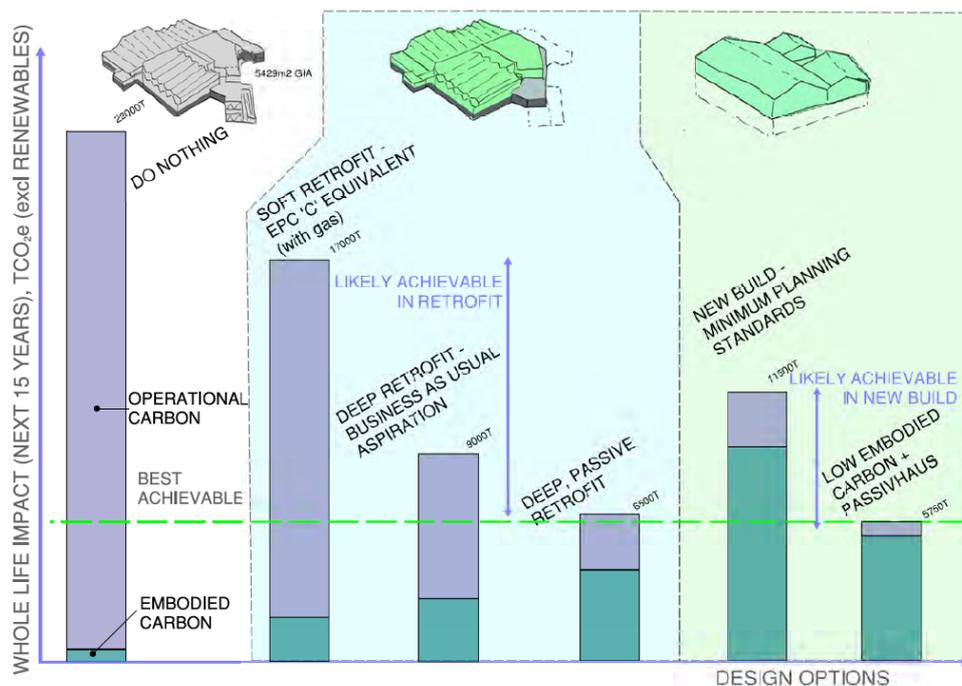 WHOLE LIFE IMPACT (NEXT 15 YEARS), TCO₂e (excl RENEWABLES)
5429m2 GIA
23000T
DO NOTHING
SOFT RETROFIT -
EPC 'C' EQUIVALENT
(with gas)
17000T
LIKELY ACHIEVABLE
IN RETROFIT
NEW BUILD -
MINIMUM PLANNING
STANDARDS
11500T
LIKELY ACHIEVABLE
IN NEW BUILD
DEEP RETROFIT -
BUSINESS AS USUAL
ASPIRATION
9000T
OPERATIONAL
CARBON
BEST
ACHIEVABLE
DEEP, PASSIVE
RETROFIT
6500T
LOW EMBODIED
CARBON +
PASSIVHAUS
5750T
EMBODIED
CARBON
DESIGN OPTIONS